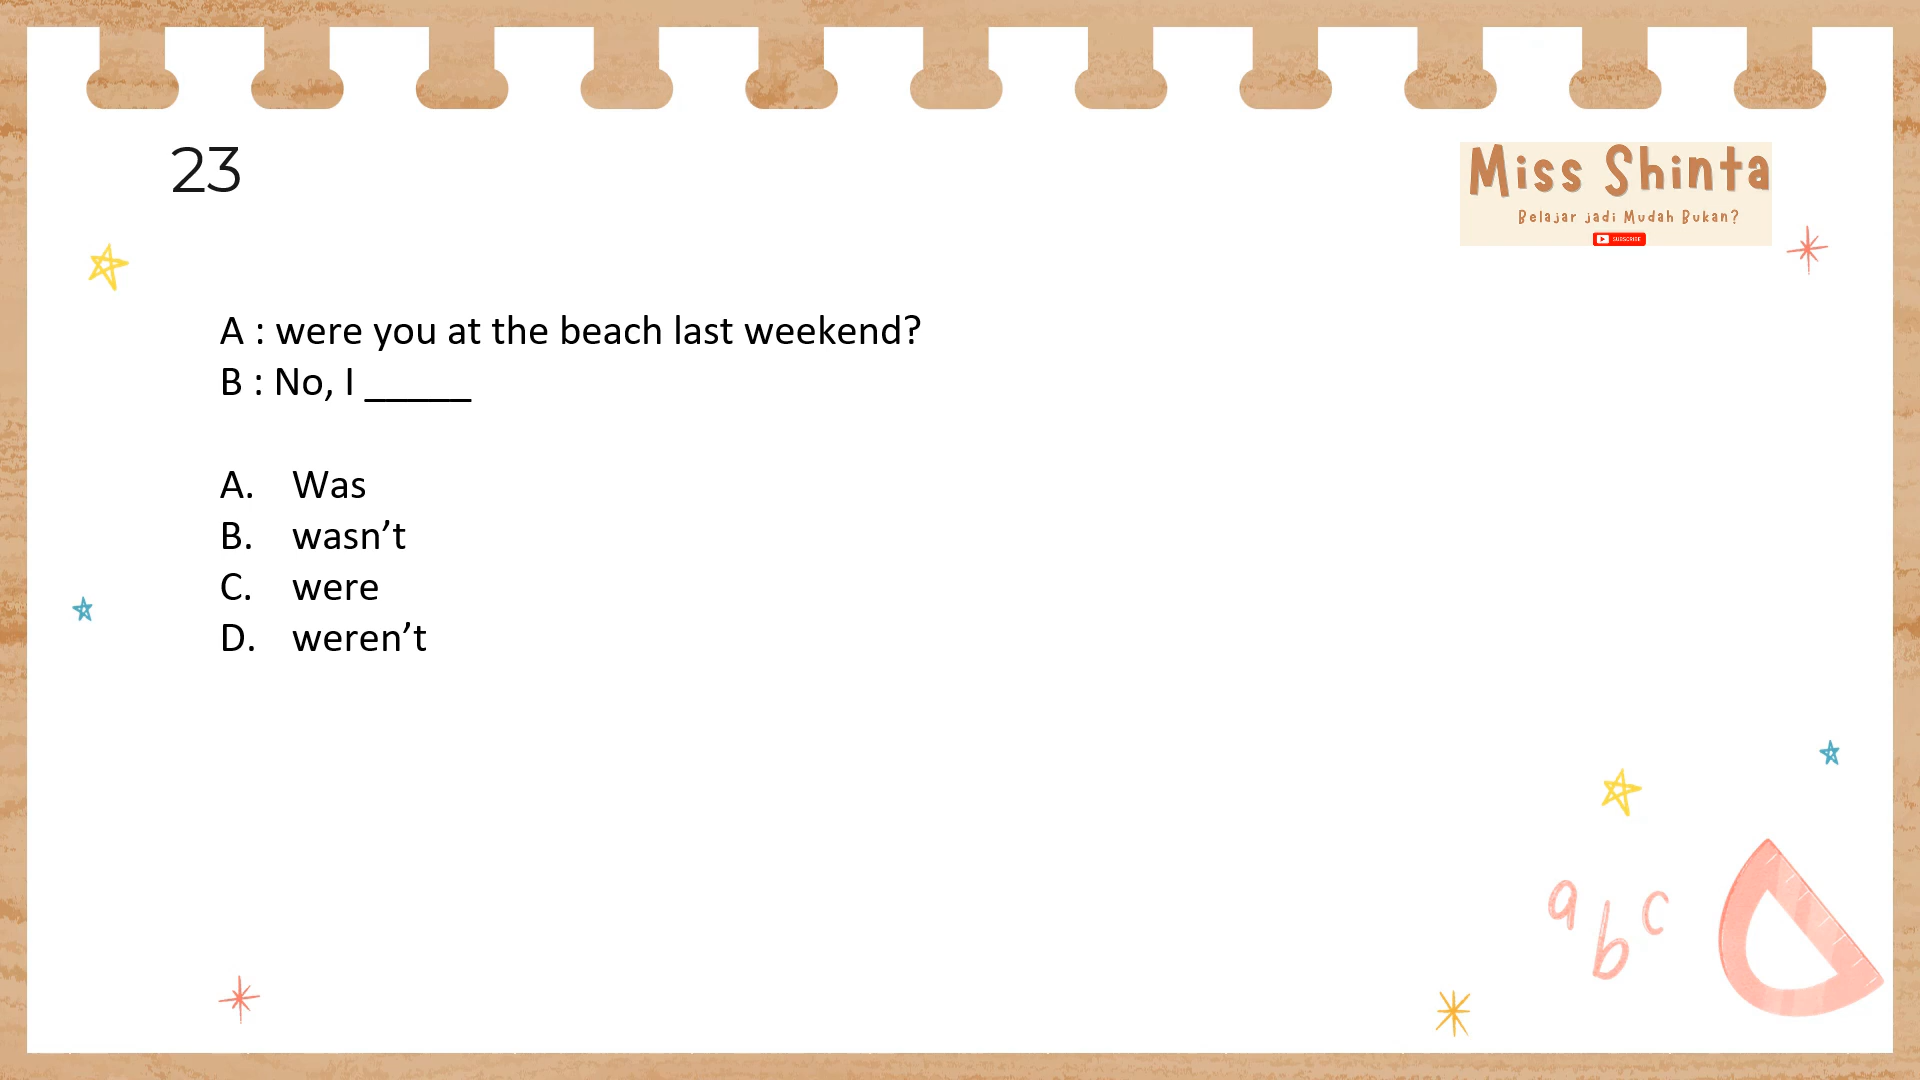 23
Miss Shinta
Belajar jadi Mudah Bukan?
SUBSCRIBE
A : were you at the beach last weekend?
B : No, I _____
A. Was
B. wasn’t
C. were
D. weren’t
a b c